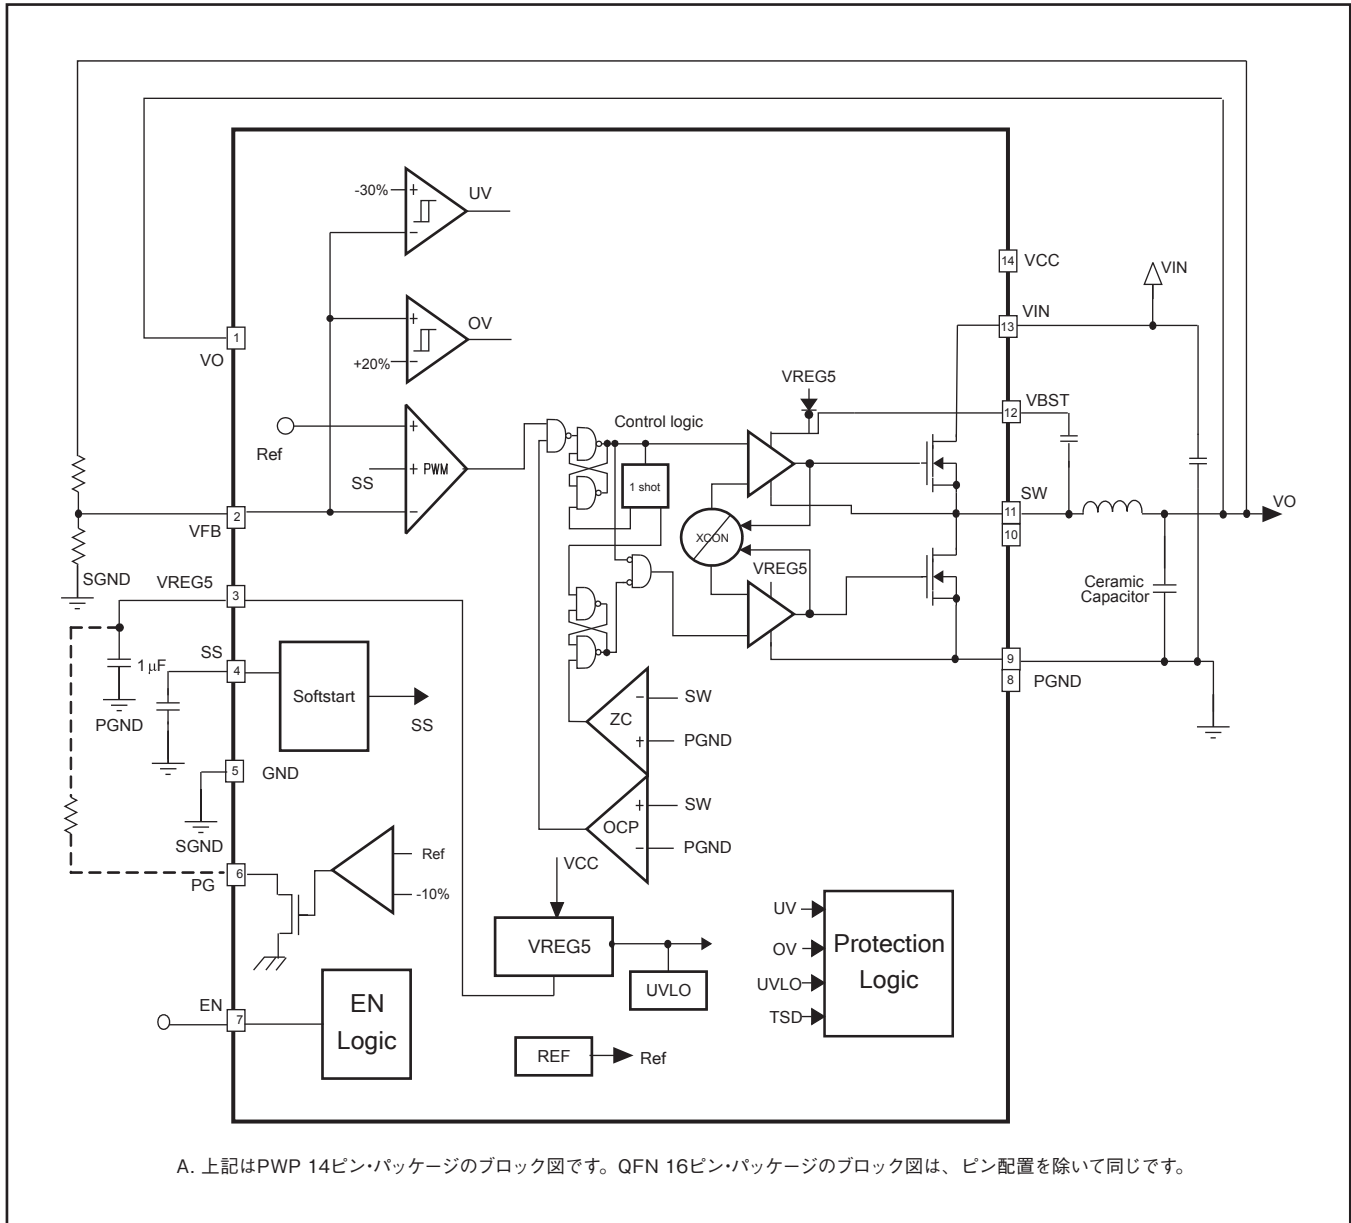 -30%
+
UV
-
14
VCC
VIN
+
OV
VIN
13
1
VO
+20%
-
VREG5
VBST
12
Control logic
+
Ref
+ PWM
SS
1 shot
SW
-
2
VFB
11
VO
10
XCON
SGND
VREG5
VREG5
3
Ceramic
Capacitor
SS
1 μF
4
9
8
PGND
Softstart
-
SW
ZC
PGND
SS
+
PGND
5
GND
+
SW
OCP
-
PGND
SGND
Ref
VCC
6
PG
-10%
UV
VREG5
OV
Protection
Logic
UVLO
UVLO
EN
EN
Logic
7
TSD
REF
Ref
A. 上記はPWP 14ピン・パッケージのブロック図です。QFN 16ピン・パッケージのブロック図は、ピン配置を除いて同じです。